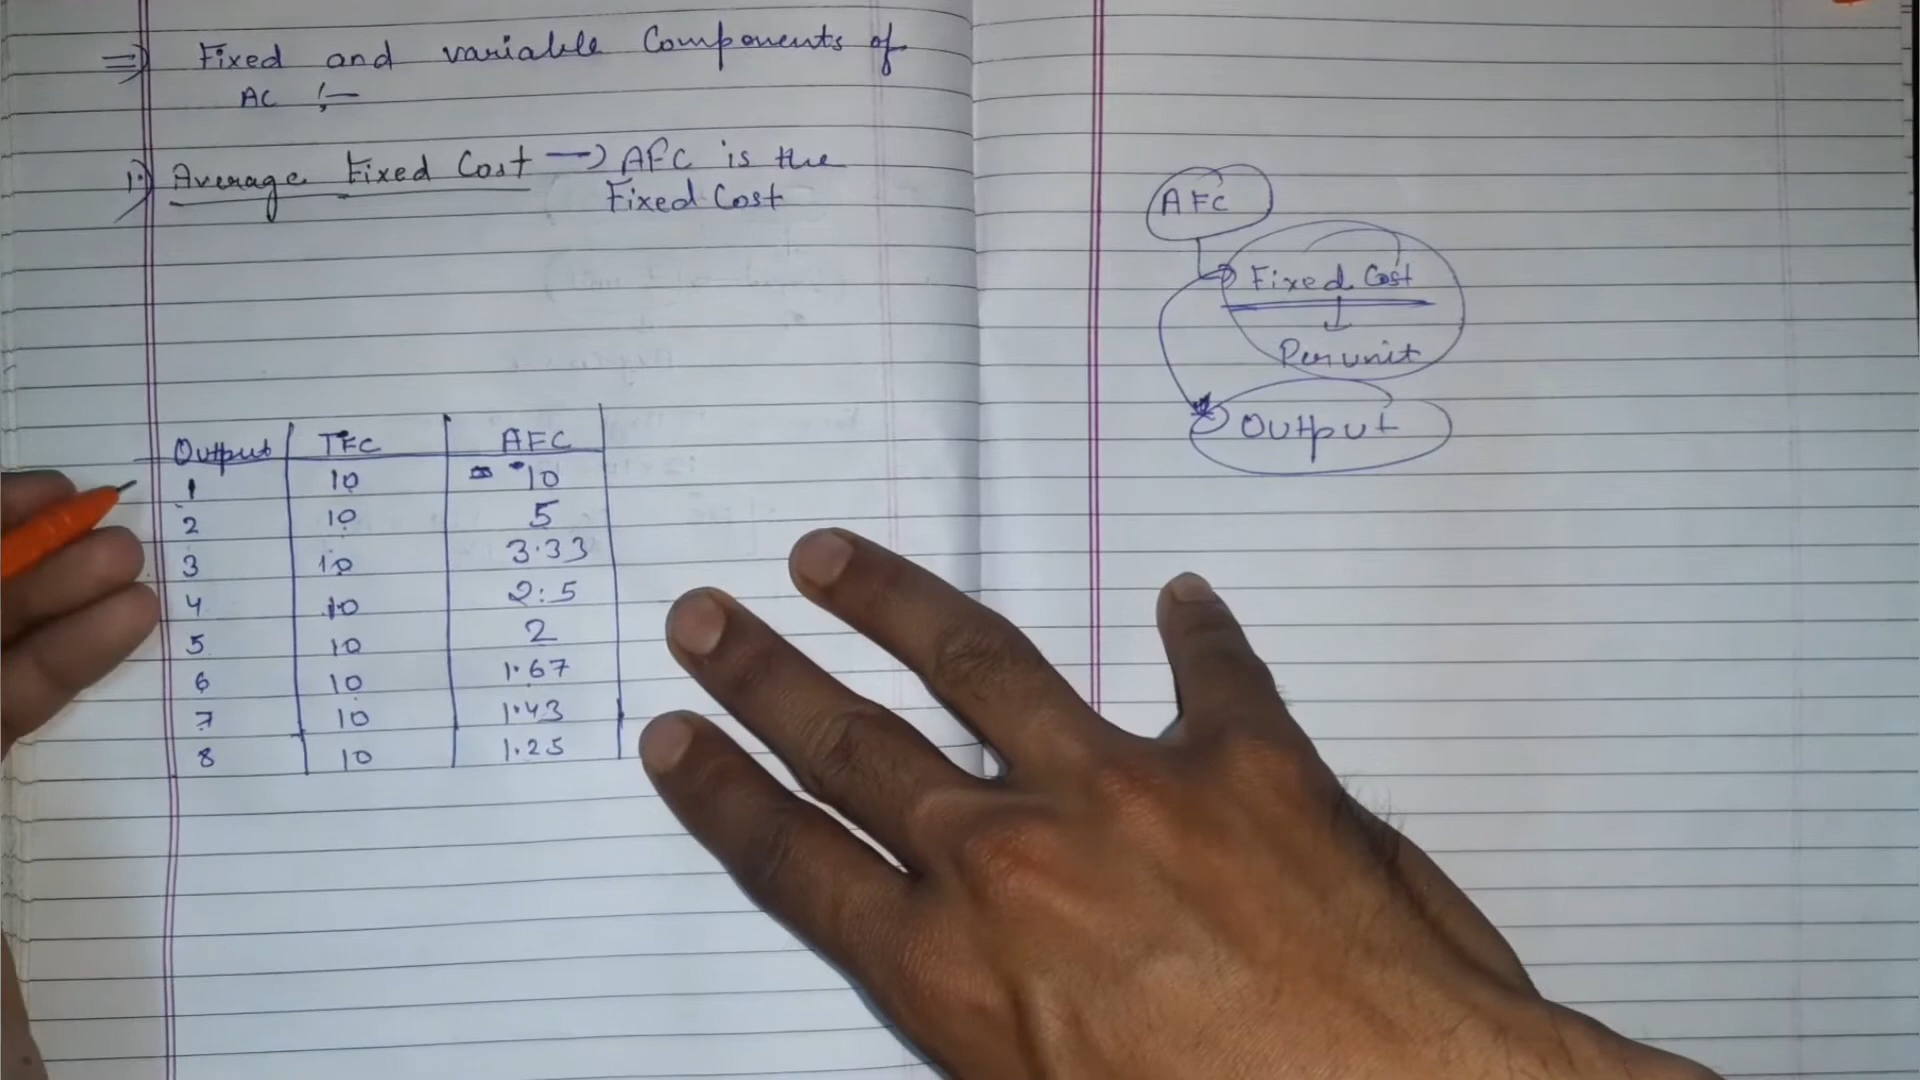 ⇒) Fixed and variable Components of
AC :—
1.) Average Fixed Cost → AFC is the
Fixed Cost
Output TFC AFC
1 10 10
2 10 5
3 10 3.33
4 10 2:5
5 10 2
6 10 1.67
7 10 1.43
8 10 1.25
AFC
Fixed Cost
↓
Per unit
Output